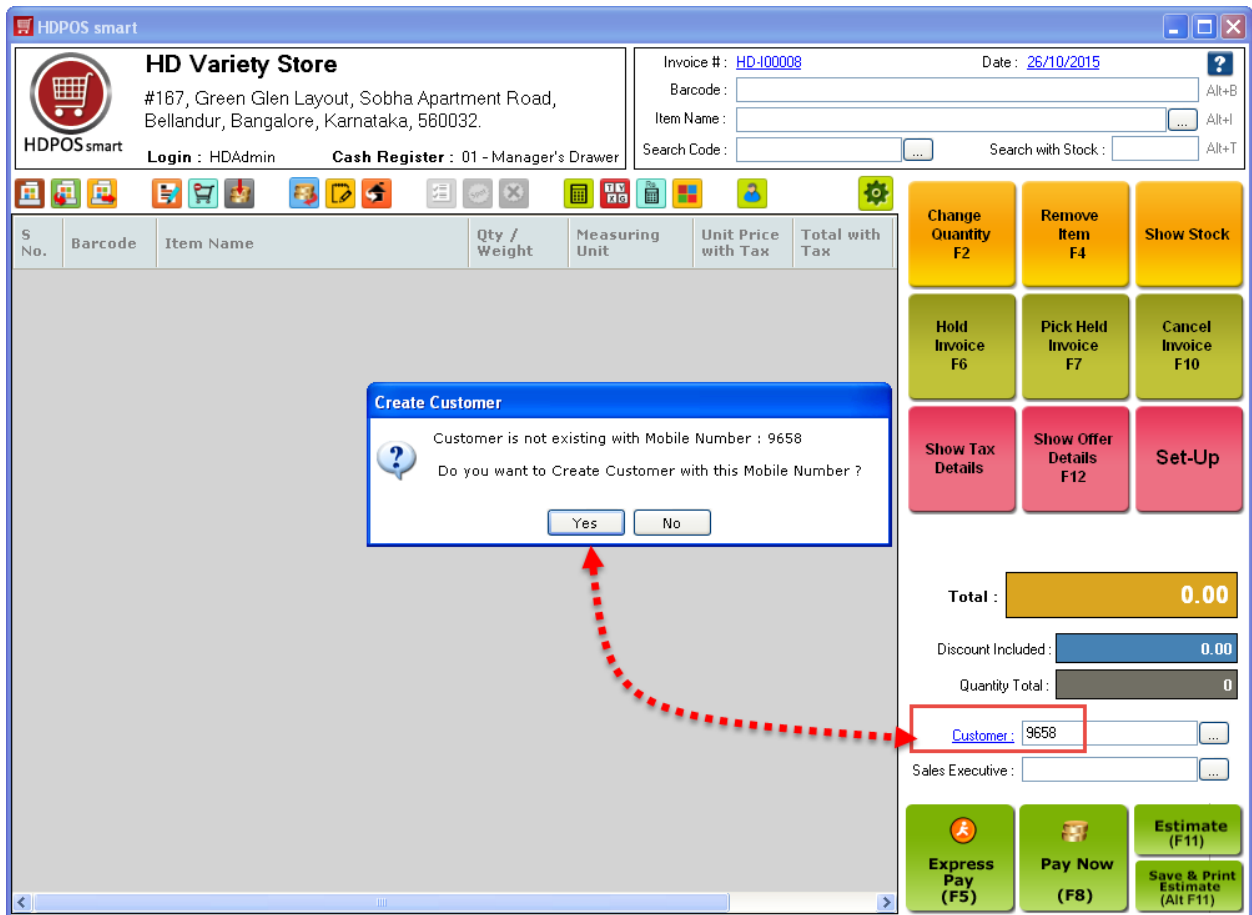 HDPOS smart
HDPOS smart
HD Variety Store
#167, Green Glen Layout, Sobha Apartment Road,
Bellandur, Bangalore, Karnataka, 560032.
Login : HDAdmin Cash Register : 01 - Manager's Drawer
Invoice # : HD-I00008 Date : 26/10/2015 ?
Barcode : Alt+B
Item Name : ... Alt+I
Search Code : ... Search with Stock : Alt+T
S No. Barcode Item Name Qty / Weight Measuring Unit Unit Price with Tax Total with Tax
Change Quantity F2
Remove Item F4
Show Stock
Hold Invoice F6
Pick Held Invoice F7
Cancel Invoice F10
Show Tax Details
Show Offer Details F12
Set-Up
Create Customer
Customer is not existing with Mobile Number : 9658
Do you want to Create Customer with this Mobile Number ?
Yes No
Total : 0.00
Discount Included : 0.00
Quantity Total : 0
Customer : 9658 ...
Sales Executive : ...
Express Pay (F5)
Pay Now (F8)
Estimate (F11)
Save & Print Estimate (Alt F11)